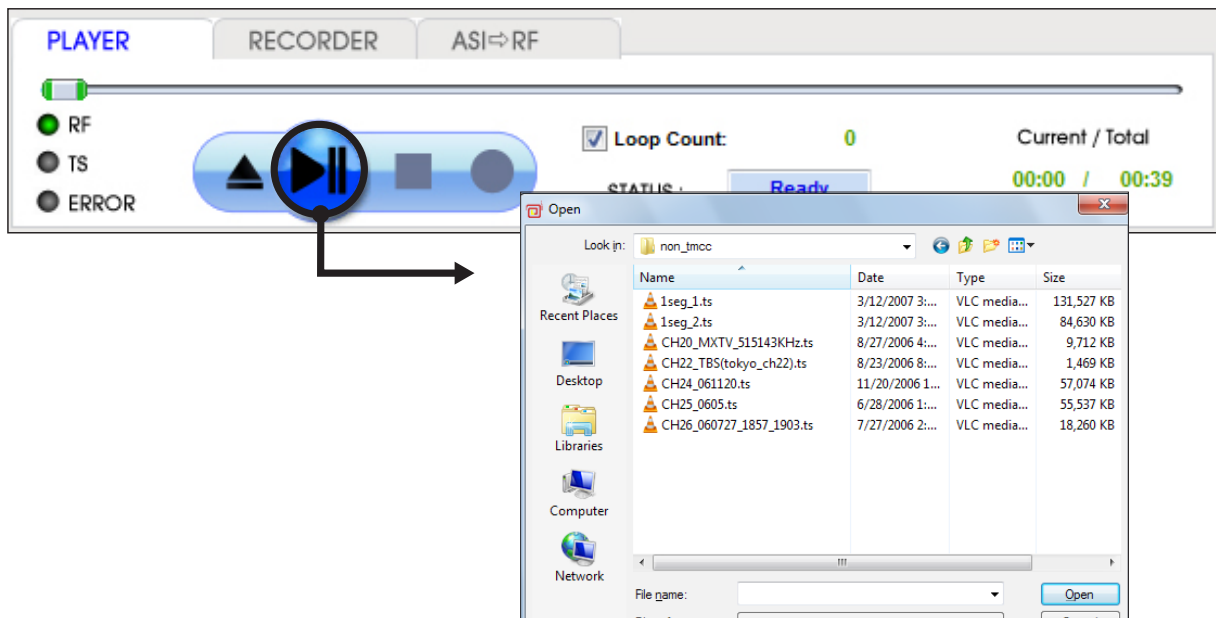 PLAYER RECORDER ASI⇨RF
RF
TS
ERROR
Loop Count: 0
STATUS : Ready
Current / Total
00:00 / 00:39
Open
Look in: non_tmcc
Name Date Type Size
1seg_1.ts 3/12/2007 3:... VLC media... 131,527 KB
1seg_2.ts 3/12/2007 3:... VLC media... 84,630 KB
CH20_MXTV_515143KHz.ts 8/27/2006 4:... VLC media... 9,712 KB
CH22_TBS(tokyo_ch22).ts 8/23/2006 8:... VLC media... 1,469 KB
CH24_061120.ts 11/20/2006 1... VLC media... 57,074 KB
CH25_0605.ts 6/28/2006 1:... VLC media... 55,537 KB
CH26_060727_1857_1903.ts 7/27/2006 2:... VLC media... 18,260 KB
Recent Places
Desktop
Libraries
Computer
Network
File name: Open